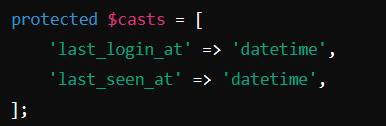 protected $casts = [
    'last_login_at' => 'datetime',
    'last_seen_at' => 'datetime',
];